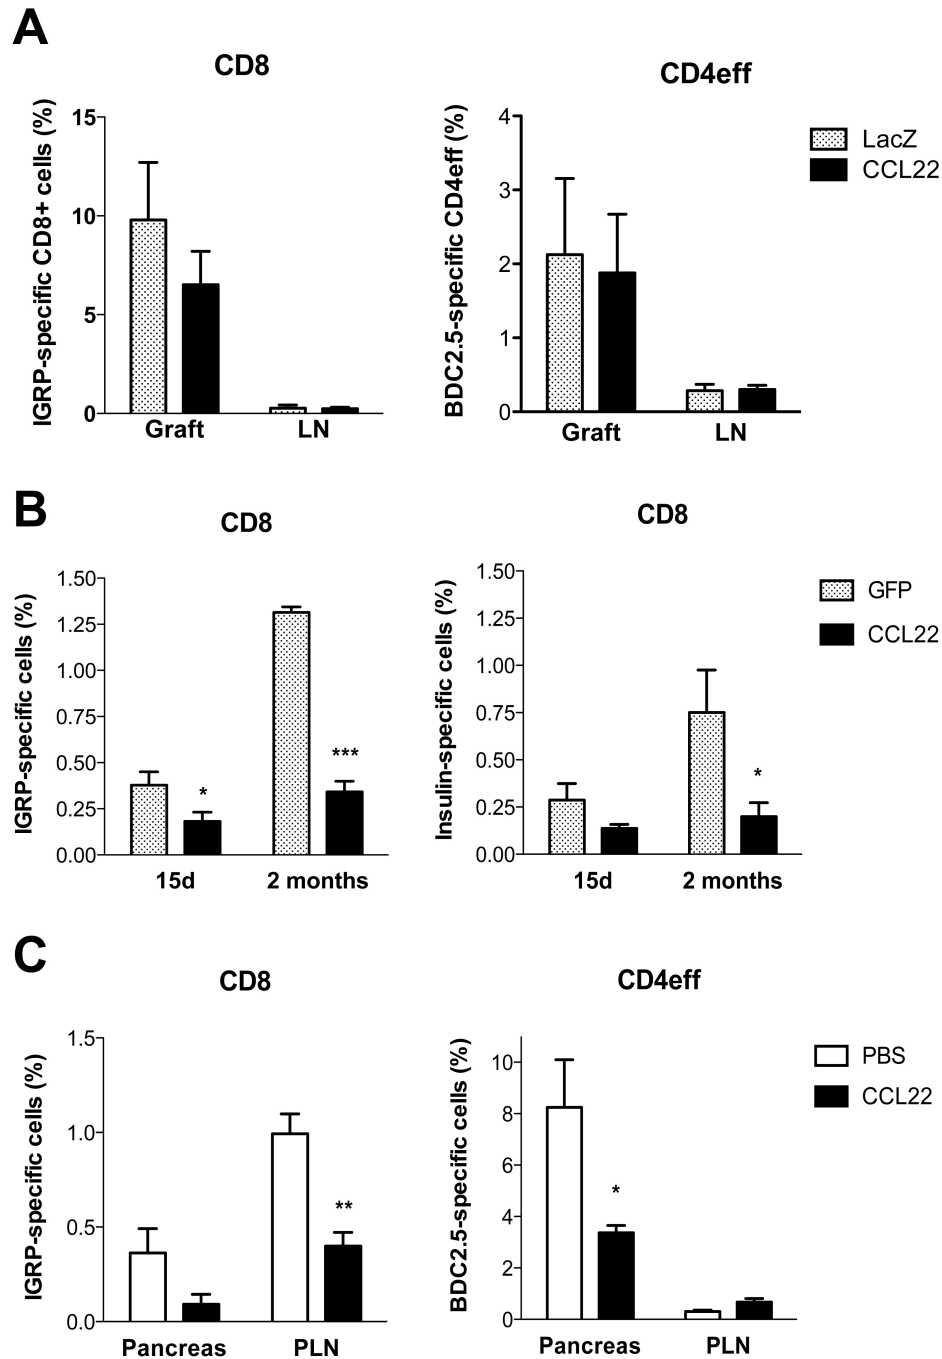 A
CD8
IGRP-specific CD8+ cells (%)
15
10
5
0
Graft LN
CD4eff
BDC2.5-specific CD4eff (%)
4
3
2
1
0
Graft LN
LacZ
CCL22
B
CD8
IGRP-specific cells (%)
1.50
1.25
1.00
0.75
0.50
0.25
0.00
*
***
15d 2 months
CD8
Insulin-specific cells (%)
1.50
1.25
1.00
0.75
0.50
0.25
0.00
*
15d 2 months
GFP
CCL22
C
CD8
IGRP-specific cells (%)
1.5
1.0
0.5
0.0
**
Pancreas PLN
CD4eff
BDC2.5-specific cells (%)
10
8
6
4
2
0
*
Pancreas PLN
PBS
CCL22